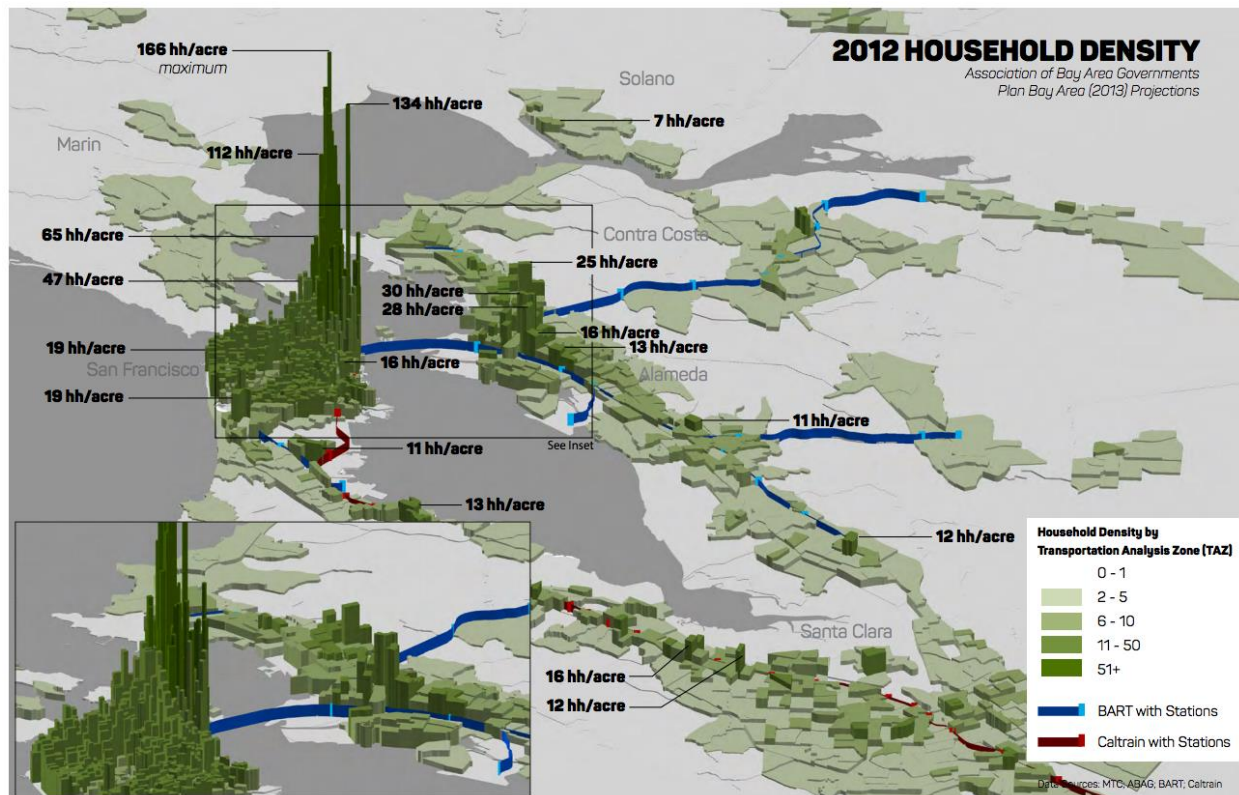 2012 HOUSEHOLD DENSITY
Association of Bay Area Governments
Plan Bay Area (2013) Projections
166 hh/acre
maximum
134 hh/acre
112 hh/acre
65 hh/acre
47 hh/acre
19 hh/acre
19 hh/acre
16 hh/acre
11 hh/acre
13 hh/acre
Marin
San Francisco
Solano
7 hh/acre
Contra Costa
25 hh/acre
30 hh/acre
28 hh/acre
16 hh/acre
13 hh/acre
Alameda
11 hh/acre
See Inset
12 hh/acre
Santa Clara
16 hh/acre
12 hh/acre
Household Density by
Transportation Analysis Zone (TAZ)
0 - 1
2 - 5
6 - 10
11 - 50
51+
BART with Stations
Caltrain with Stations
Data Sources: MTC; ABAG; BART; Caltrain